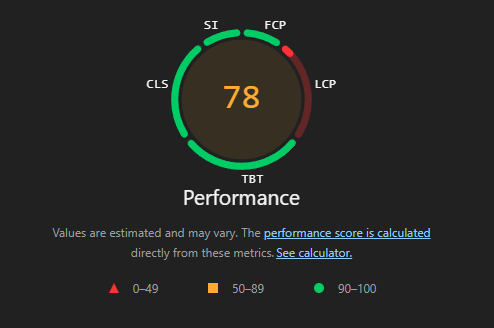 SI FCP
CLS LCP
78
TBT
Performance
Values are estimated and may vary. The performance score is calculated
directly from these metrics. See calculator.
0–49 50–89 90–100